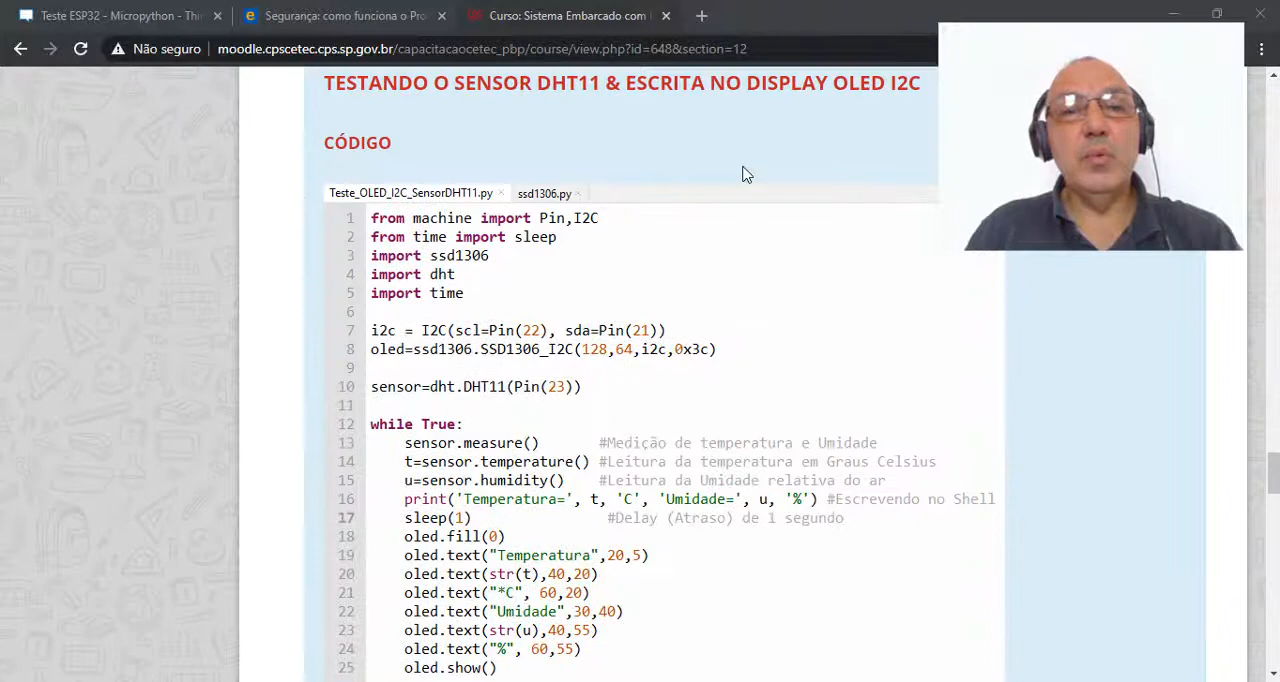 Teste ESP32 - Micropython - Thi
Segurança: como funciona o Pro
Curso: Sistema Embarcado com
Não seguro
moodle.cpscetec.cps.sp.gov.br/capacitacaocetec_pbp/course/view.php?id=648&section=12
TESTANDO O SENSOR DHT11 & ESCRITA NO DISPLAY OLED I2C
CÓDIGO
Teste_OLED_I2C_SensorDHT11.py
ssd1306.py
1 from machine import Pin,I2C
2 from time import sleep
3 import ssd1306
4 import dht
5 import time
6
7 i2c = I2C(scl=Pin(22), sda=Pin(21))
8 oled=ssd1306.SSD1306_I2C(128,64,i2c,0x3c)
9
10 sensor=dht.DHT11(Pin(23))
11
12 while True:
13 sensor.measure() #Medição de temperatura e Umidade
14 t=sensor.temperature() #Leitura da temperatura em Graus Celsius
15 u=sensor.humidity() #Leitura da Umidade relativa do ar
16 print('Temperatura=', t, 'C', 'Umidade=', u, '%') #Escrevendo no Shell
17 sleep(1) #Delay (Atraso) de 1 segundo
18 oled.fill(0)
19 oled.text("Temperatura",20,5)
20 oled.text(str(t),40,20)
21 oled.text("*C", 60,20)
22 oled.text("Umidade",30,40)
23 oled.text(str(u),40,55)
24 oled.text("%", 60,55)
25 oled.show()